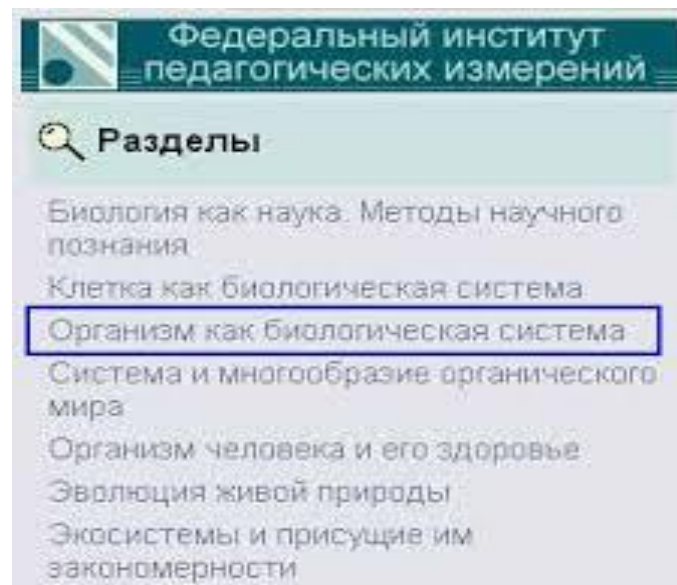 Федеральный институт
педагогических измерений
Разделы
Биология как наука. Методы научного
познания
Клетка как биологическая система
Организм как биологическая система
Система и многообразие органического
мира
Организм человека и его здоровье
Эволюция живой природы
Экосистемы и присущие им
закономерности